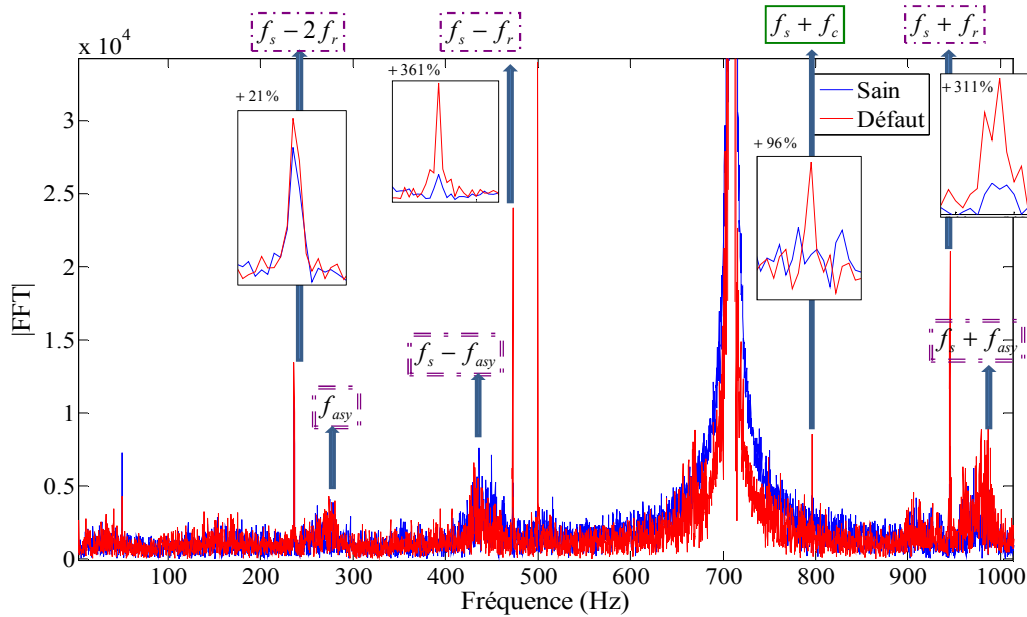 f_s − 2f_r
f_s − f_r
f_s + f_c
f_s + f_r
x 10^4
+ 21%
+ 361%
+ 96%
+ 311%
Sain
Défaut
3
2.5
2
1.5
1
0.5
0
|FFT|
f_s − f_asy
f_s + f_asy
f_asy
100 200 300 400 500 600 700 800 900 1000
Fréquence (Hz)